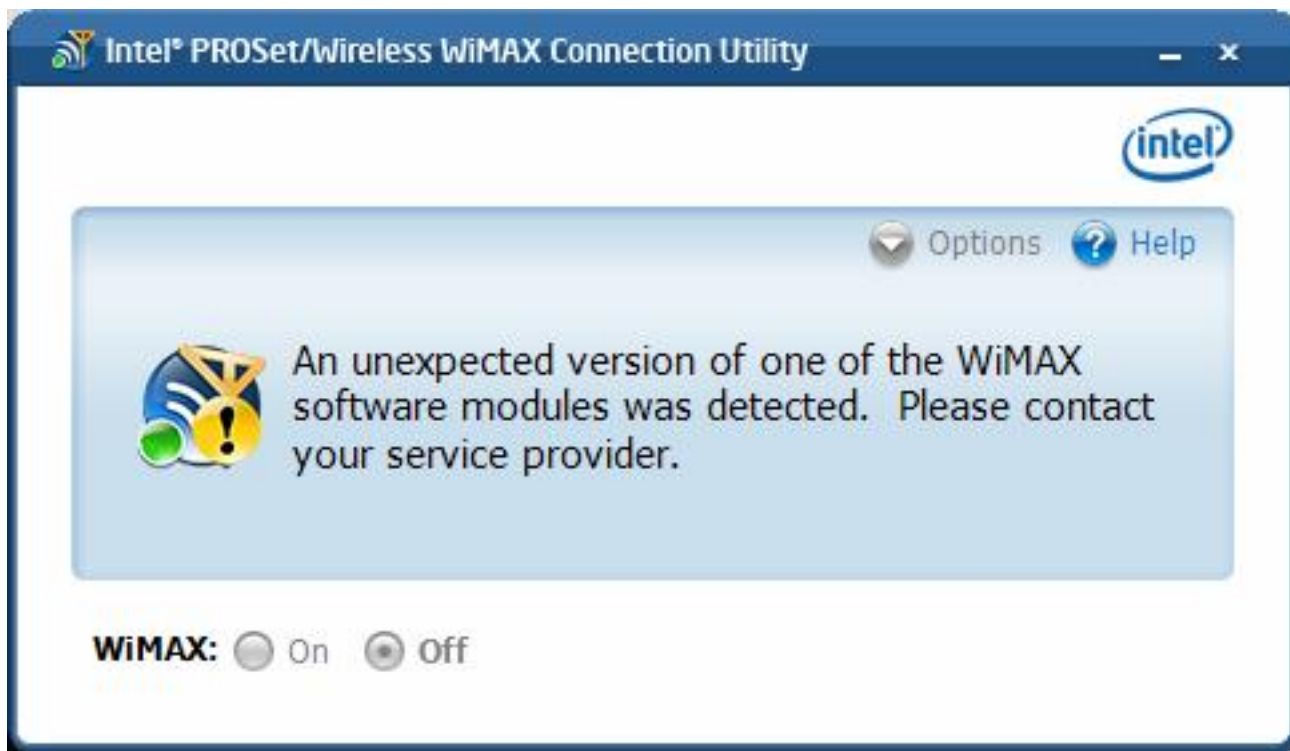 Intel® PROSet/Wireless WiMAX Connection Utility
intel
Options Help
An unexpected version of one of the WiMAX
software modules was detected. Please contact
your service provider.
WiMAX: On Off